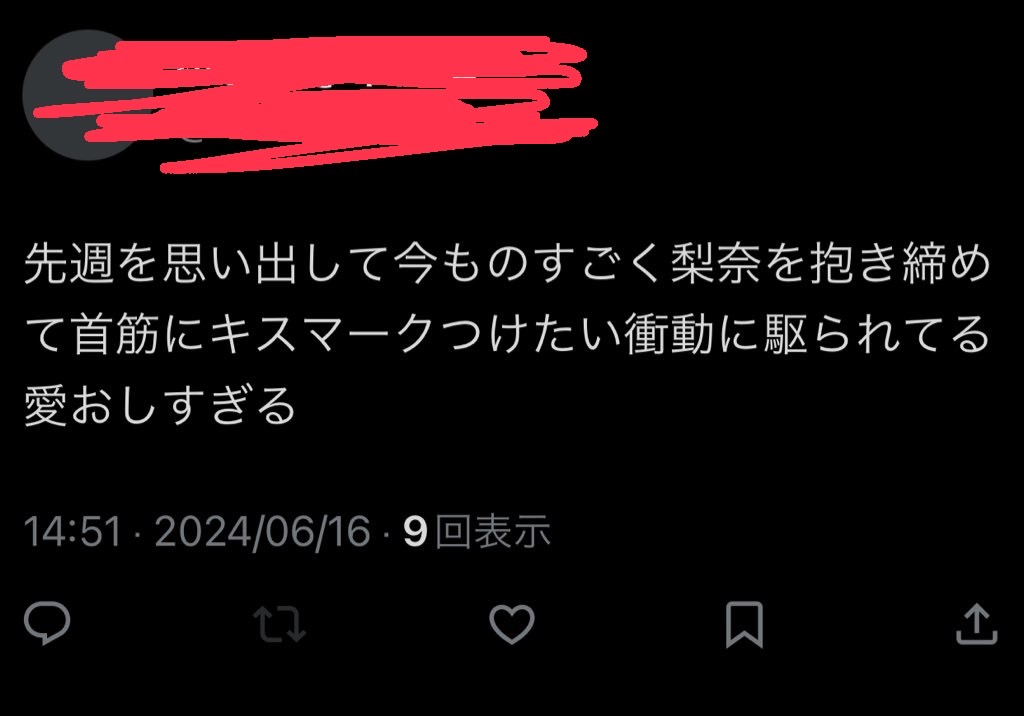 先週を思い出して今ものすごく梨奈を抱き締め
て首筋にキスマークつけたい衝動に駆られてる
愛おしすぎる
14:51 · 2024/06/16 · 9回表示